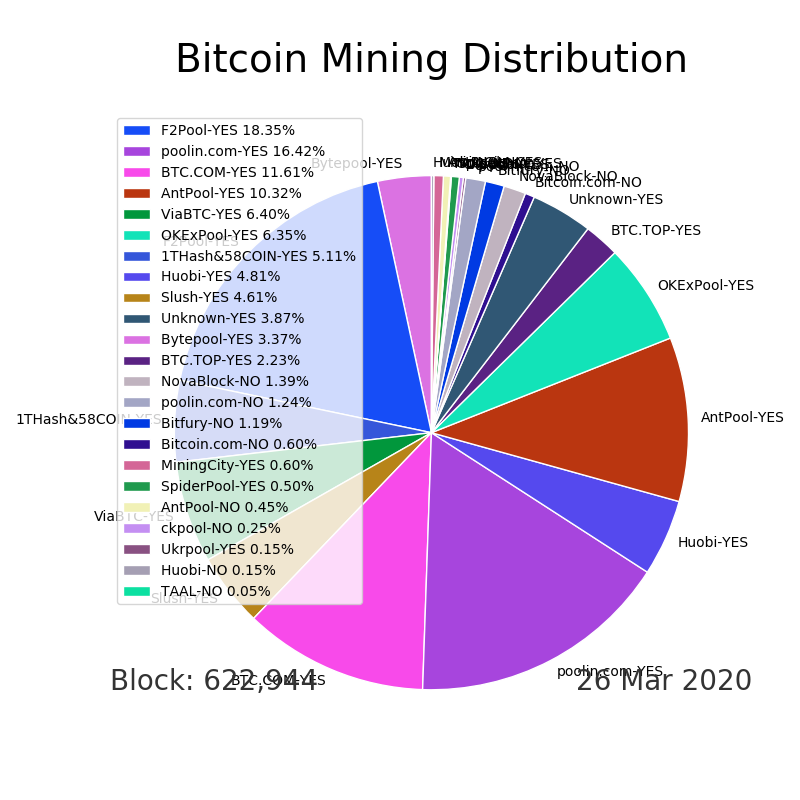 Bitcoin Mining Distribution
F2Pool-YES 18.35%
poolin.com-YES 16.42%
BTC.COM-YES 11.61%
AntPool-YES 10.32%
ViaBTC-YES 6.40%
OKExPool-YES 6.35%
1THash&58COIN-YES 5.11%
Huobi-YES 4.81%
Slush-YES 4.61%
Unknown-YES 3.87%
Bytepool-YES 3.37%
BTC.TOP-YES 2.23%
NovaBlock-NO 1.39%
poolin.com-NO 1.24%
Bitfury-NO 1.19%
Bitcoin.com-NO 0.60%
MiningCity-YES 0.60%
SpiderPool-YES 0.50%
AntPool-NO 0.45%
ckpool-NO 0.25%
Ukrpool-YES 0.15%
Huobi-NO 0.15%
TAAL-NO 0.05%
Bytepool-YES
F2Pool-YES
1THash&58COIN-YES
ViaBTC-YES
Slush-YES
BTC.COM-YES
poolin.com-YES
Huobi-YES
AntPool-YES
OKExPool-YES
BTC.TOP-YES
Unknown-YES
Bitcoin.com-NO
NovaBlock-NO
Bitfury-NO
Block: 622,944
26 Mar 2020